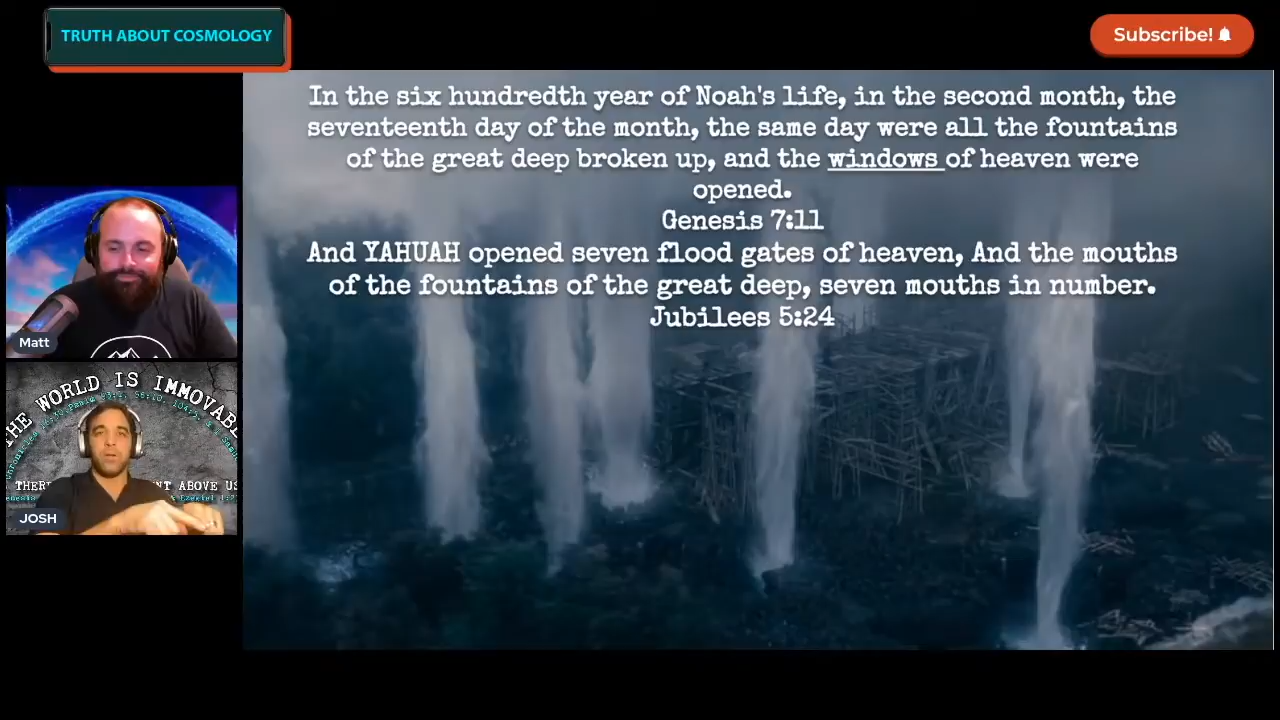 TRUTH ABOUT COSMOLOGY
Subscribe!
In the six hundredth year of Noah's life, in the second month, the
seventeenth day of the month, the same day were all the fountains
of the great deep broken up, and the windows of heaven were
opened.
Genesis 7:11
And YAHUAH opened seven flood gates of heaven, And the mouths
of the fountains of the great deep, seven mouths in number.
Jubilees 5:24
Matt
THE WORLD IS IMMOVAB
THER
NT ABOVE US
JOSH